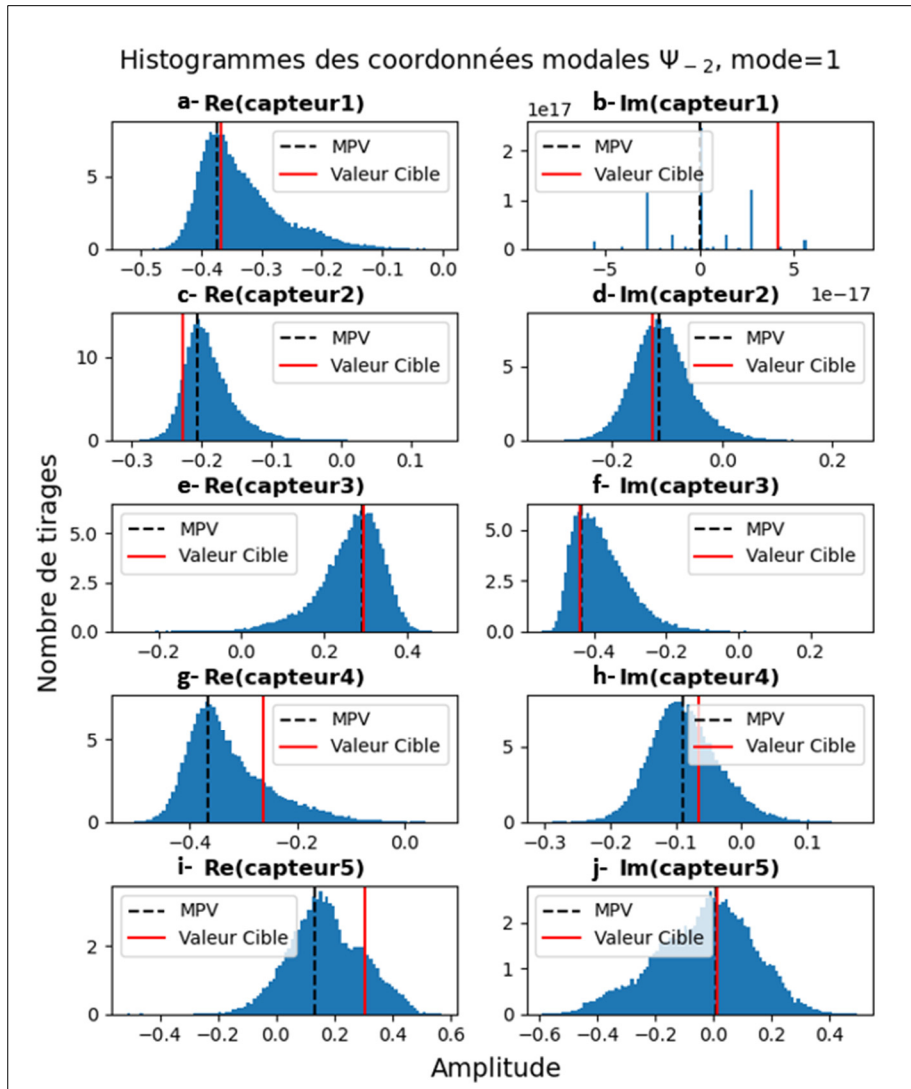 Histogrammes des coordonnées modales Ψ₋₂, mode=1
a- Re(capteur1)
MPV
Valeur Cible
5
0
−0.5 −0.4 −0.3 −0.2 −0.1 0.0
b- Im(capteur1)
1e17
MPV
Valeur Cible
2
1
0
−5 0 5
1e−17
c- Re(capteur2)
MPV
Valeur Cible
10
0
−0.3 −0.2 −0.1 0.0 0.1
d- Im(capteur2)
MPV
Valeur Cible
5
0
−0.2 0.0 0.2
e- Re(capteur3)
MPV
Valeur Cible
5.0
2.5
0.0
−0.2 0.0 0.2 0.4
f- Im(capteur3)
MPV
Valeur Cible
5.0
2.5
0.0
−0.4 −0.2 0.0 0.2
g- Re(capteur4)
MPV
Valeur Cible
5
0
−0.4 −0.2 0.0
h- Im(capteur4)
MPV
Valeur Cible
5
0
−0.3 −0.2 −0.1 0.0 0.1
i- Re(capteur5)
MPV
Valeur Cible
2
0
−0.4 −0.2 0.0 0.2 0.4 0.6
j- Im(capteur5)
MPV
Valeur Cible
2
1
0
−0.6 −0.4 −0.2 0.0 0.2 0.4
Nombre de tirages
Amplitude